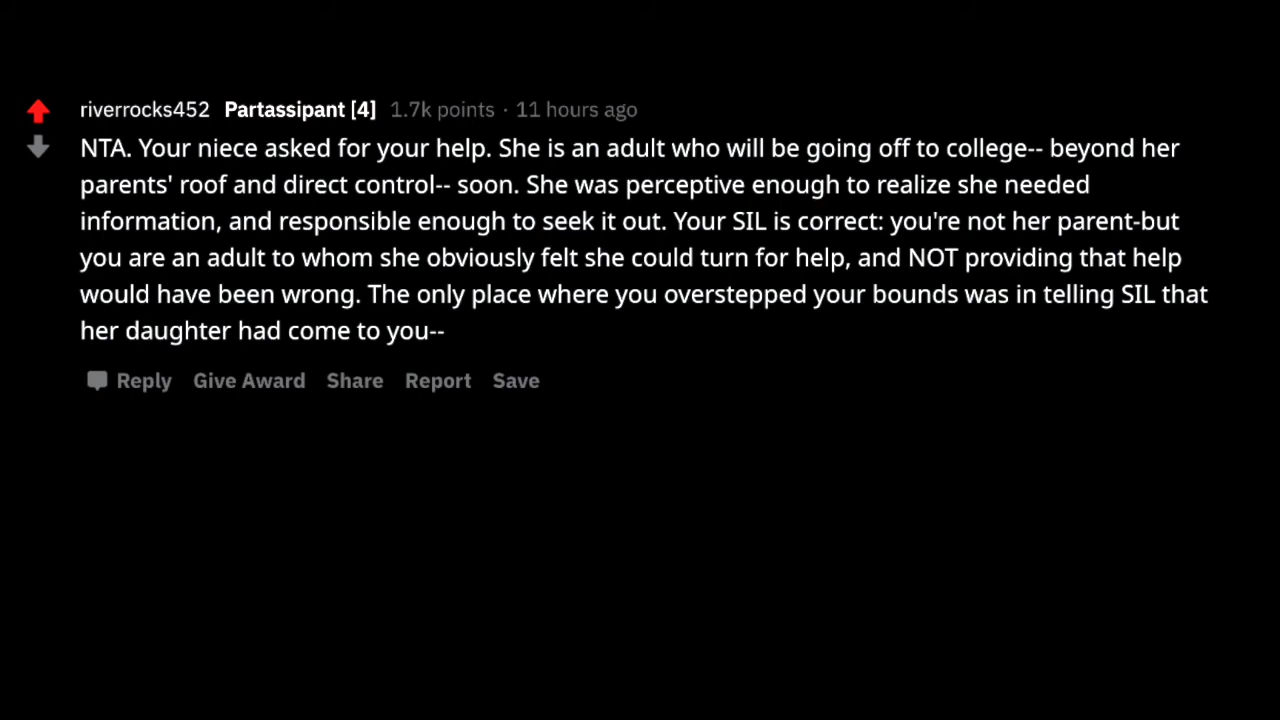 riverrocks452 Partassipant [4] 1.7k points · 11 hours ago
NTA. Your niece asked for your help. She is an adult who will be going off to college-- beyond her
parents' roof and direct control-- soon. She was perceptive enough to realize she needed
information, and responsible enough to seek it out. Your SIL is correct: you're not her parent-but
you are an adult to whom she obviously felt she could turn for help, and NOT providing that help
would have been wrong. The only place where you overstepped your bounds was in telling SIL that
her daughter had come to you--
Reply Give Award Share Report Save